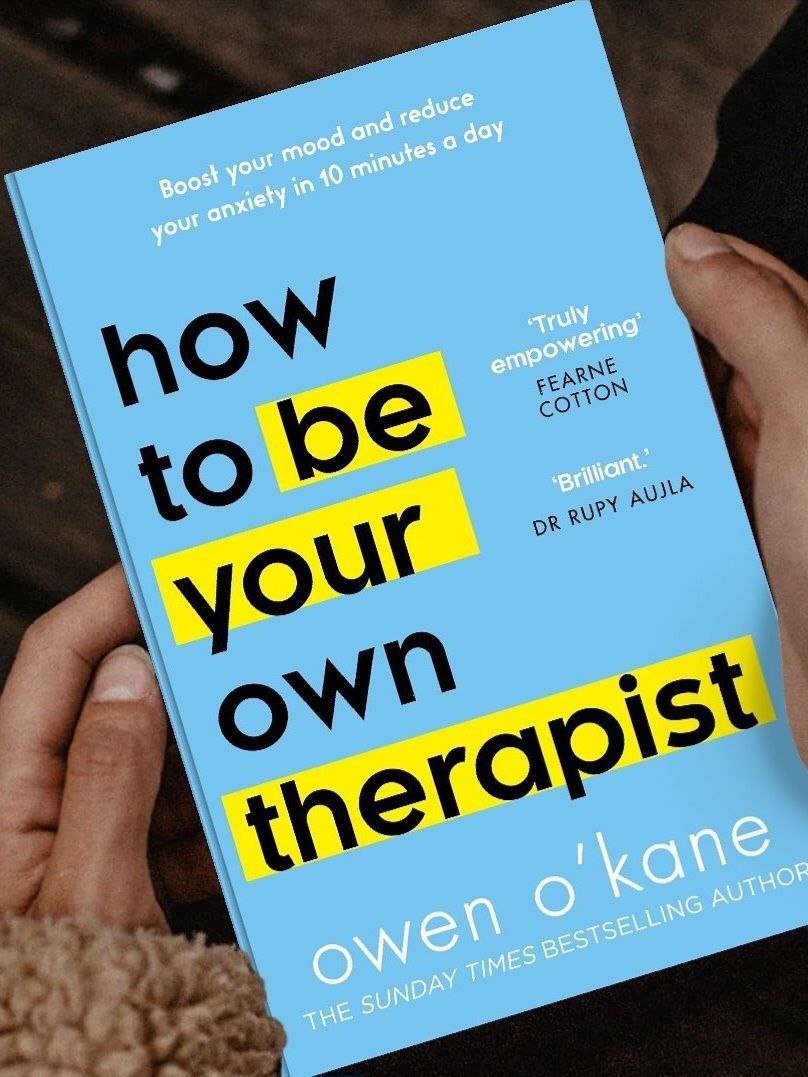 Boost your mood and reduce
your anxiety in 10 minutes a day
how
to be
your
own
therapist
'Truly
empowering'
FEARNE
COTTON
'Brilliant.'
DR RUPY AUJLA
owen o'kane
THE SUNDAY TIMES BESTSELLING AUTHOR